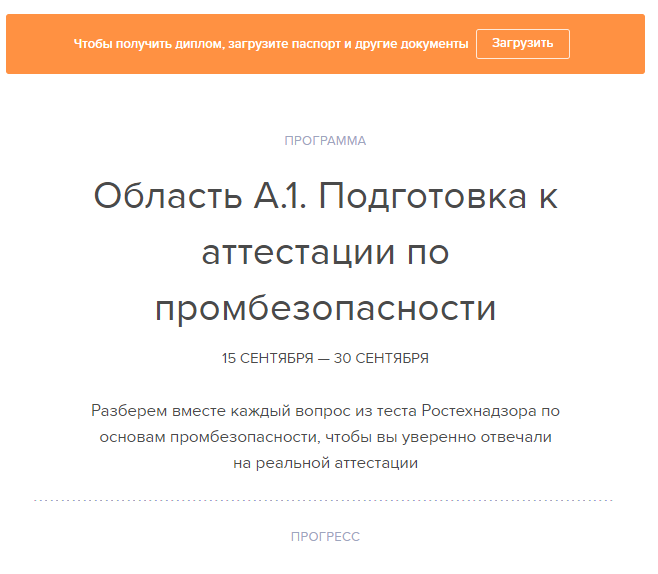 Чтобы получить диплом, загрузите паспорт и другие документы Загрузить
ПРОГРАММА
Область А.1. Подготовка к
аттестации по
промбезопасности
15 СЕНТЯБРЯ — 30 СЕНТЯБРЯ
Разберем вместе каждый вопрос из теста Ростехнадзора по
основам промбезопасности, чтобы вы уверенно отвечали
на реальной аттестации
ПРОГРЕСС